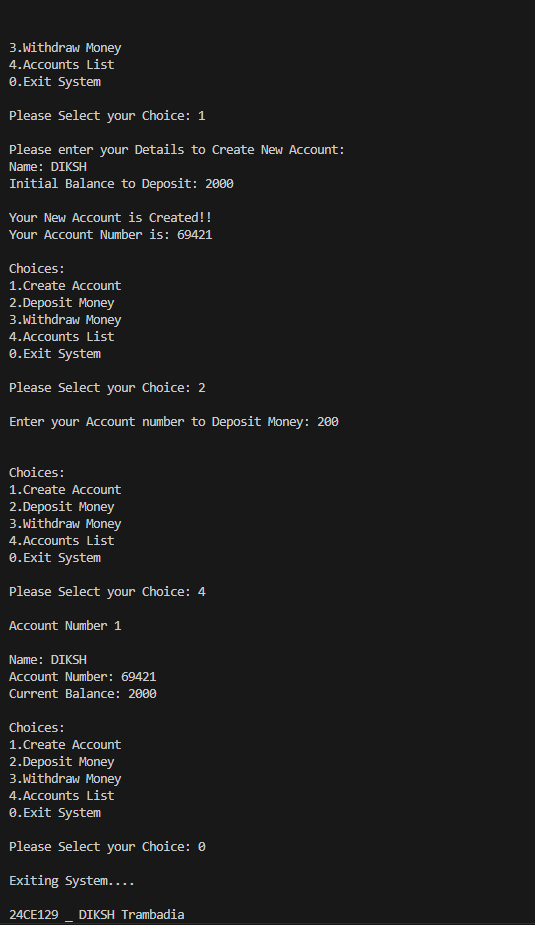 3.Withdraw Money
4.Accounts List
0.Exit System
Please Select your Choice: 1
Please enter your Details to Create New Account:
Name: DIKSH
Initial Balance to Deposit: 2000
Your New Account is Created!!
Your Account Number is: 69421
Choices:
1.Create Account
2.Deposit Money
3.Withdraw Money
4.Accounts List
0.Exit System
Please Select your Choice: 2
Enter your Account number to Deposit Money: 200
Choices:
1.Create Account
2.Deposit Money
3.Withdraw Money
4.Accounts List
0.Exit System
Please Select your Choice: 4
Account Number 1
Name: DIKSH
Account Number: 69421
Current Balance: 2000
Choices:
1.Create Account
2.Deposit Money
3.Withdraw Money
4.Accounts List
0.Exit System
Please Select your Choice: 0
Exiting System....
24CE129 _ DIKSH Trambadia